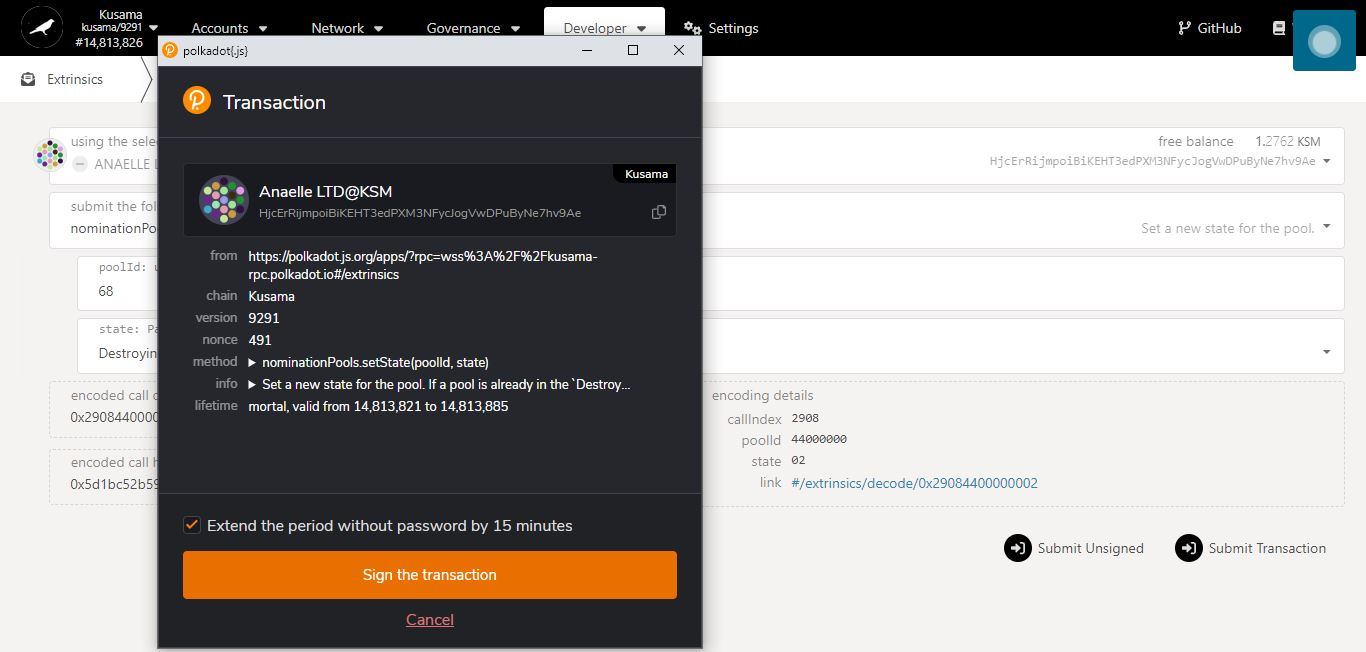 Kusama
kusama/9291
#14,813,826
Accounts
Network
Governance
Developer
Settings
GitHub
Extrinsics
polkadot{.js}
Transaction
Kusama
Anaelle LTD@KSM
HjcErRijmpoiBiKEHT3edPXM3NFycJogVwDPuByNe7hv9Ae
from https://polkadot.js.org/apps/?rpc=wss%3A%2F%2Fkusama-
rpc.polkadot.io#/extrinsics
chain Kusama
version 9291
nonce 491
method nominationPools.setState(poolId, state)
info Set a new state for the pool. If a pool is already in the `Destroy...
lifetime mortal, valid from 14,813,821 to 14,813,885
Extend the period without password by 15 minutes
Sign the transaction
Cancel
using the sele
free balance 1.2762 KSM
ANAELLE L
HjcErRijmpoiBiKEHT3edPXM3NFycJogVwDPuByNe7hv9Ae
submit the fol
nominationPo
Set a new state for the pool.
poolId: u
68
state: Pa
Destroyin
encoded call d
0x2908440000
encoded call h
0x5d1bc52b59
encoding details
callIndex 2908
poolId 44000000
state 02
link #/extrinsics/decode/0x29084400000002
Submit Unsigned
Submit Transaction